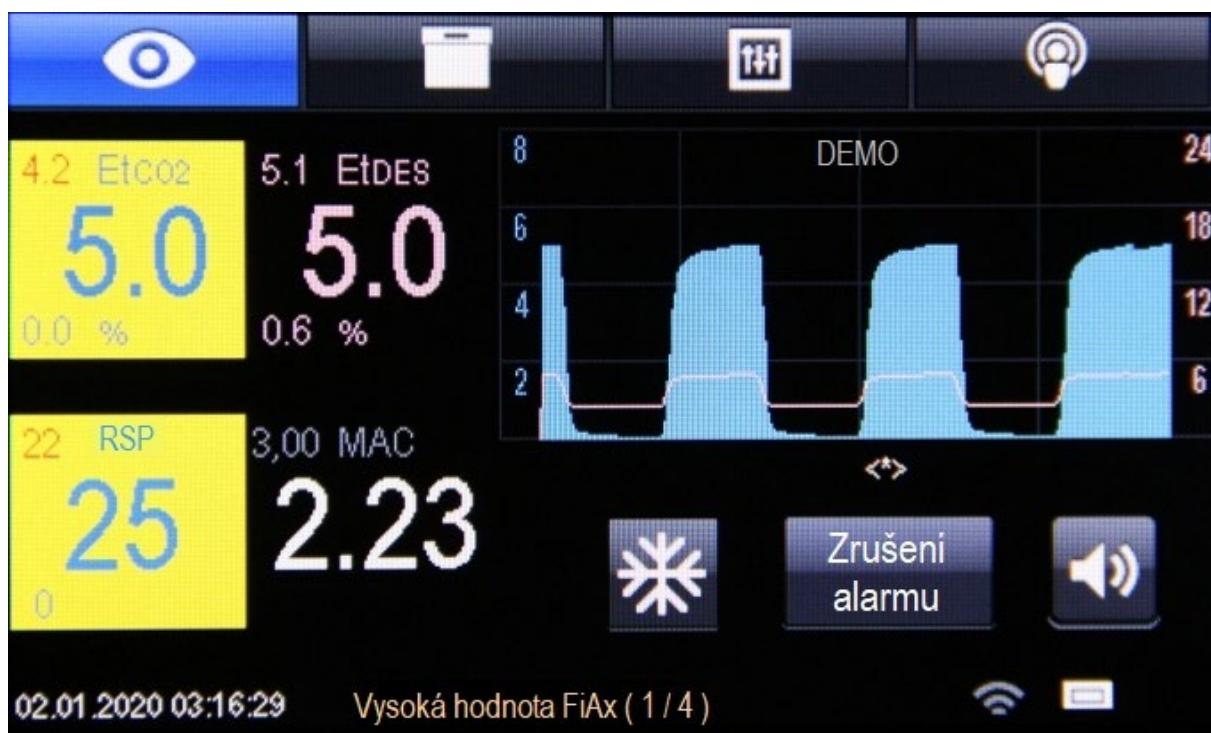 4.2 EtCO2
5.0
0.0 %
5.1 EtDES
5.0
0.6 %
22 RSP
25
0
3,00 MAC
2.23
DEMO
8
6
4
2
24
18
12
6
<*>
Zrušení
alarmu
02.01.2020 03:16:29
Vysoká hodnota FiAx ( 1 / 4 )